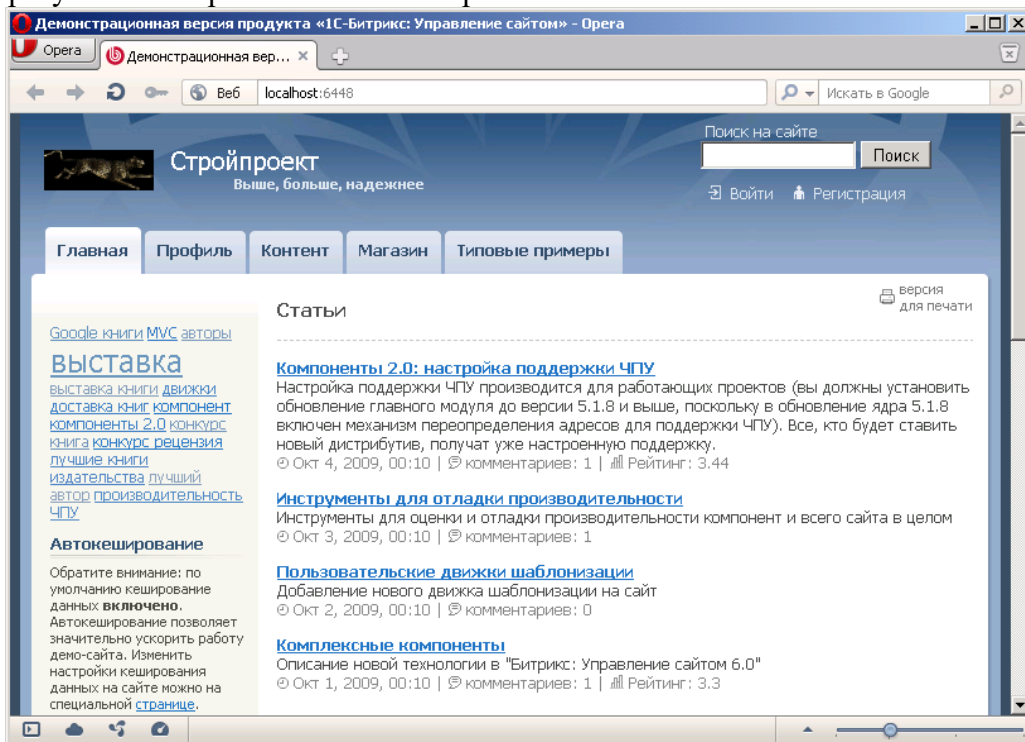 Демонстрационная версия продукта «1С-Битрикс: Управление сайтом» - Opera
Opera
Демонстрационная вер...
Веб
localhost:6448
Искать в Google
Стройпроект
Выше, больше, надежнее
Поиск на сайте
Поиск
Войти Регистрация
Главная Профиль Контент Магазин Типовые примеры
версия
для печати
Google книги MVC авторы
выставка
выставка книги движки
доставка книг компонент
компоненты 2.0 конкурс
книга конкурс рецензия
лучшие книги
издательства лучший
автор производительность
ЧПУ
Автокеширование
Обратите внимание: по
умолчанию кеширование
данных включено.
Автокеширование позволяет
значительно ускорить работу
демо-сайта. Изменить
настройки кеширования
данных на сайте можно на
специальной странице.
Статьи
Компоненты 2.0: настройка поддержки ЧПУ
Настройка поддержки ЧПУ производится для работающих проектов (вы должны установить
обновление главного модуля до версии 5.1.8 и выше, поскольку в обновление ядра 5.1.8
включен механизм переопределения адресов для поддержки ЧПУ). Все, кто будет ставить
новый дистрибутив, получат уже настроенную поддержку.
Окт 4, 2009, 00:10 | комментариев: 1 | Рейтинг: 3.44
Инструменты для отладки производительности
Инструменты для оценки и отладки производительности компонент и всего сайта в целом
Окт 3, 2009, 00:10 | комментариев: 1
Пользовательские движки шаблонизации
Добавление нового движка шаблонизации на сайт
Окт 2, 2009, 00:10 | комментариев: 0
Комплексные компоненты
Описание новой технологии в "Битрикс: Управление сайтом 6.0"
Окт 1, 2009, 00:10 | комментариев: 1 | Рейтинг: 3.3